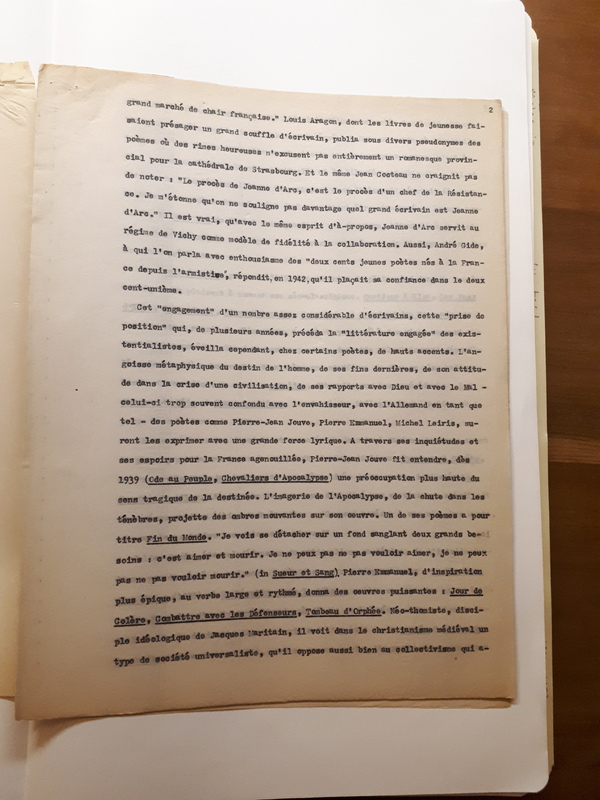 2
grand marché de chair française." Louis Aragon, dont les livres de jeunesse fai-
saient présager un grand souffle d'écrivain, publia sous divers pseudonymes des
poèmes où des rimes heureuses n'excusent pas entièrement un romanesque provin-
cial pour la cathédrale de Strasbourg. Et le même Jean Cocteau ne craignit pas
de noter : "Le procès de Jeanne d'Arc, c'est le procès d'un chef de la Résistan-
ce. Je m'étonne qu'on ne souligne pas davantage quel grand écrivain est Jeanne
d'Arc." Il est vrai, qu'avec le même esprit d'à-propos, Jeanne d'Arc servit au
régime de Vichy comme modèle de fidélité à la collaboration. Aussi, André Gide,
à qui l'on parla avec enthousiasme des "deux cents jeunes poètes nés à la Fran-
ce depuis l'armistice", répondit, en 1942, qu'il plaçait sa confiance dans le deux
cent-unième.
Cet "engagement" d'un nombre assez considérable d'écrivains, cette "prise de
position" qui, de plusieurs années, précéda la "littérature engagée" des exis-
tentialistes, éveilla cependant, chez certains poètes, de hauts accents. L'an-
goisse métaphysique du destin de l'homme, de ses fins dernières, de son attitu-
de dans la crise d'une civilisation, de ses rapports avec Dieu et avec le Mal -
celui-ci trop souvent confondu avec l'envahisseur, avec l'Allemand en tant que
tel - des poètes comme Pierre-Jean Jouve, Pierre Emmanuel, Michel Leiris, su-
rent les exprimer avec une grande force lyrique. A travers ses inquiétudes et
ses espoirs pour la France agenouillés, Pierre-Jean Jouve fit entendre, dès
1939 (Ode au Peuple, Chevaliers d'Apocalypse) une préoccupation plus haute du
sens tragique de la destinée. L'imagerie de l'Apocalypse, de la chute dans les
ténèbres, projette des ombres mouvantes sur son oeuvre. Un de ses poèmes a pour
titre Fin du Monde. "Je vois se détacher sur un fond sanglant deux grands be-
soins : c'est aimer et mourir. Je ne peux pas ne pas vouloir aimer, je ne peux
pas ne pas vouloir mourir." (in Sueur et Sang) Pierre Emmanuel, d'inspiration
plus épique, au verbe large et rythmé, donna des oeuvres puissantes : Jour de
Colère, Combattre avec les Défenseurs, Tombeau d'Orphée. Néo-thomiste, disci-
ple idéologique de Jacques Maritain, il voit dans le christianisme médiéval un
type de société universaliste, qu'il oppose aussi bien au collectivisme qui a-